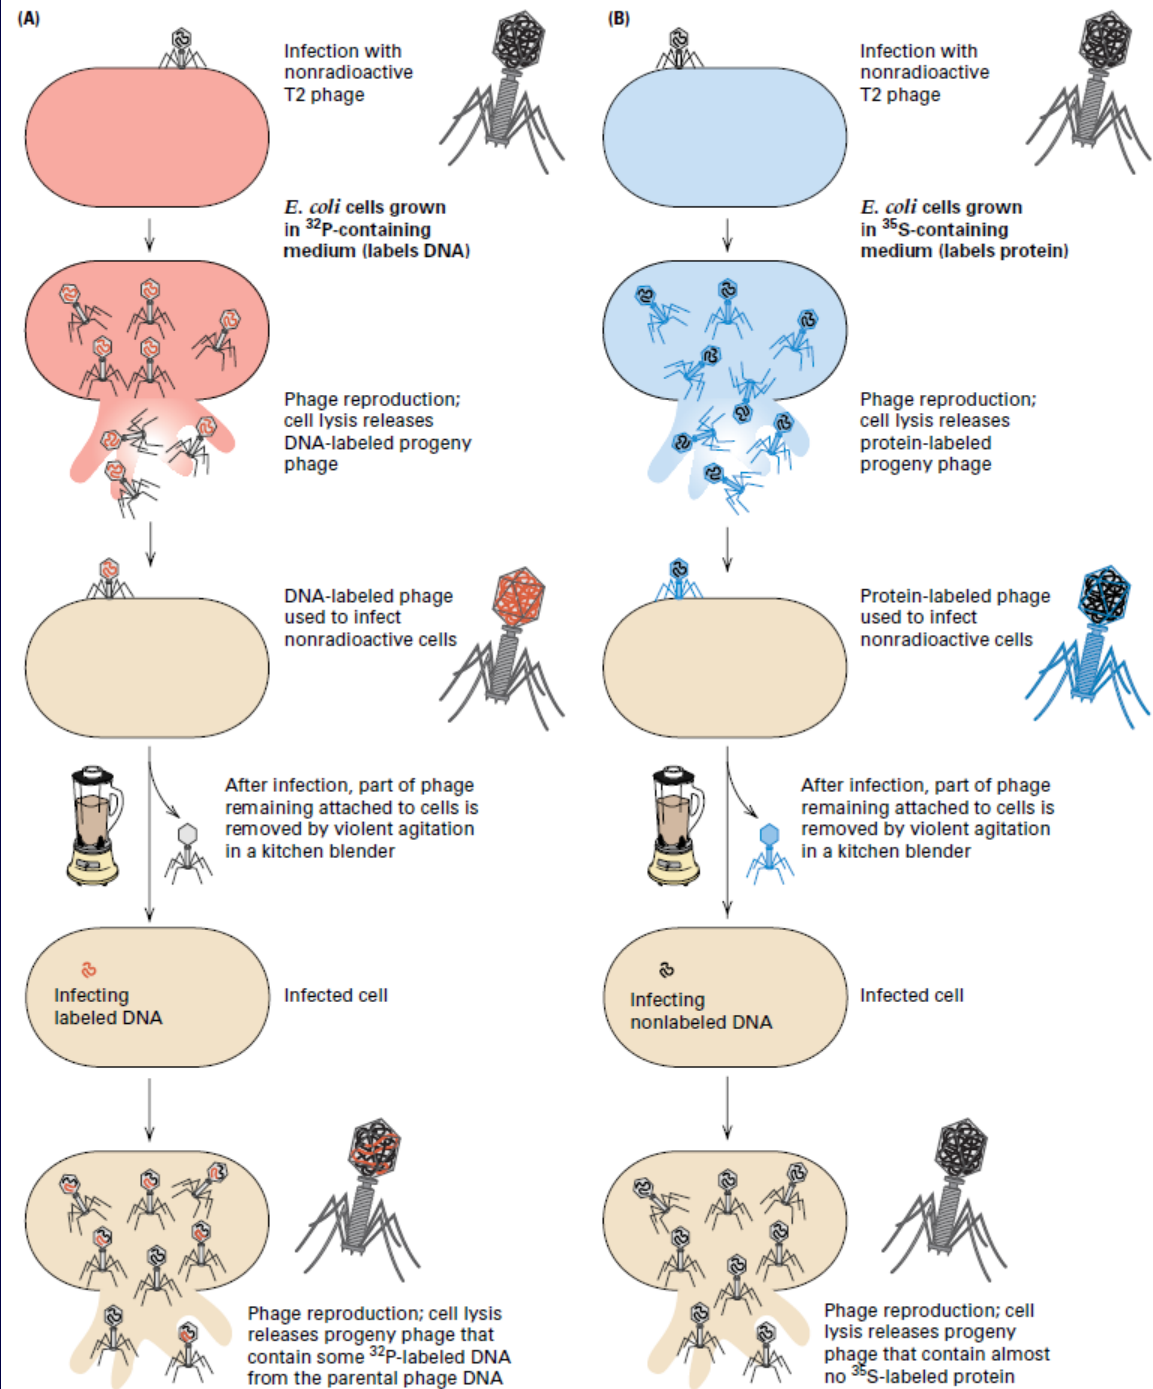 (A)
Infection with
nonradioactive
T2 phage
E. coli cells grown
in ³²P-containing
medium (labels DNA)
Phage reproduction;
cell lysis releases
DNA-labeled progeny
phage
DNA-labeled phage
used to infect
nonradioactive cells
After infection, part of phage
remaining attached to cells is
removed by violent agitation
in a kitchen blender
Infecting
labeled DNA
Infected cell
Phage reproduction; cell lysis
releases progeny phage that
contain some ³²P-labeled DNA
from the parental phage DNA
(B)
Infection with
nonradioactive
T2 phage
E. coli cells grown
in ³⁵S-containing
medium (labels protein)
Phage reproduction;
cell lysis releases
protein-labeled
progeny phage
Protein-labeled phage
used to infect
nonradioactive cells
After infection, part of phage
remaining attached to cells is
removed by violent agitation
in a kitchen blender
Infecting
nonlabeled DNA
Infected cell
Phage reproduction; cell
lysis releases progeny
phage that contain almost
no ³⁵S-labeled protein